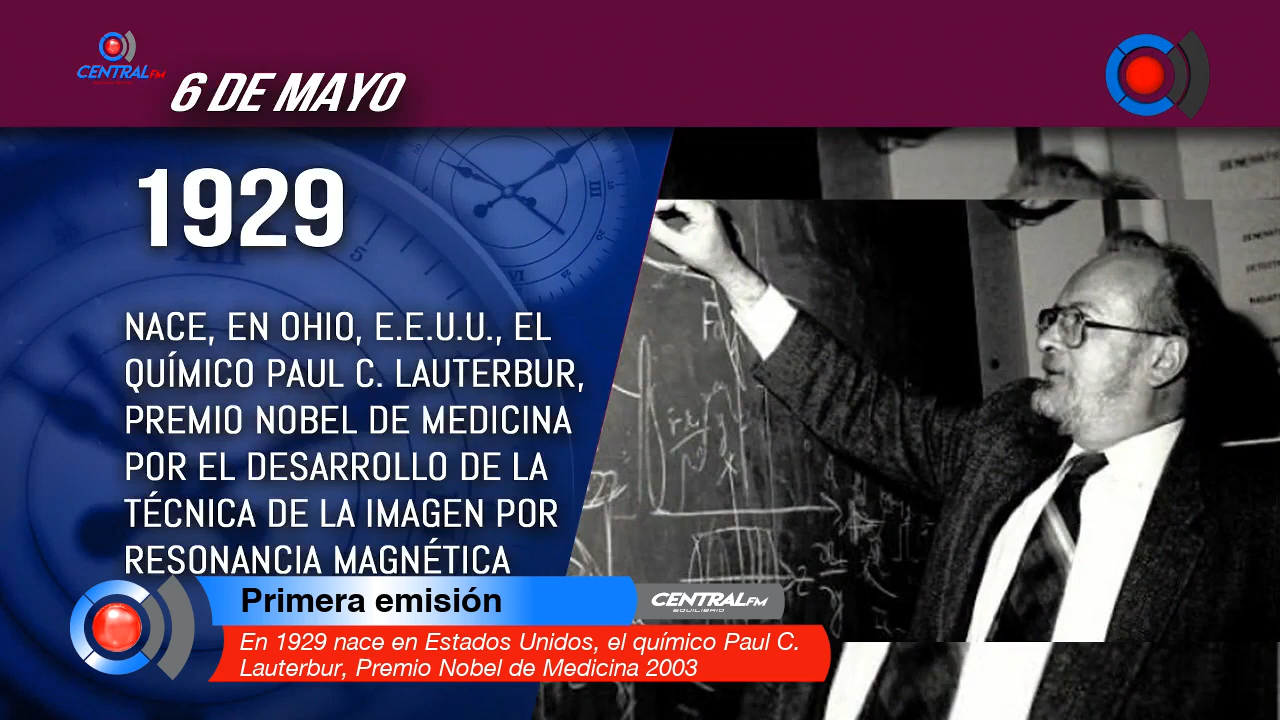 CENTRAL FM
6 DE MAYO
1929
NACE, EN OHIO, E.E.U.U., EL
QUÍMICO PAUL C. LAUTERBUR,
PREMIO NOBEL DE MEDICINA
POR EL DESARROLLO DE LA
TÉCNICA DE LA IMAGEN POR
RESONANCIA MAGNÉTICA
Primera emisión
CENTRAL FM
EQUILIBRIO
En 1929 nace en Estados Unidos, el químico Paul C.
Lauterbur, Premio Nobel de Medicina 2003